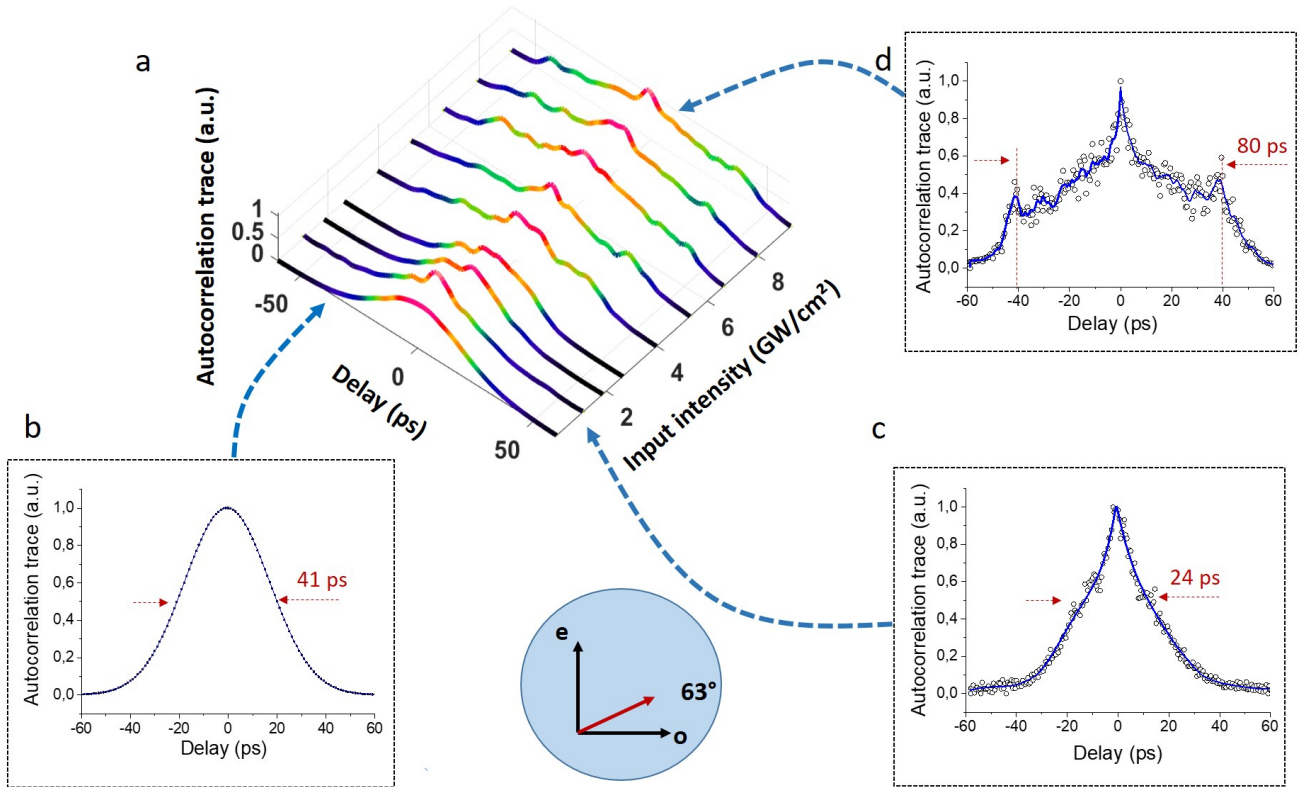 a
Autocorrelation trace (a.u.)
1
0.5
0
-50
0
50
Delay (ps)
2
4
6
8
Input intensity (GW/cm²)
d
Autocorrelation trace (a.u.)
1,0
0,8
0,6
0,4
0,2
0,0
80 ps
-60 -40 -20 0 20 40 60
Delay (ps)
b
Autocorrelation trace (a.u.)
1,0
0,8
0,6
0,4
0,2
0,0
41 ps
-60 -40 -20 0 20 40 60
Delay (ps)
e
63°
o
c
Autocorrelation trace (a.u.)
1,0
0,8
0,6
0,4
0,2
0,0
24 ps
-60 -40 -20 0 20 40 60
Delay (ps)